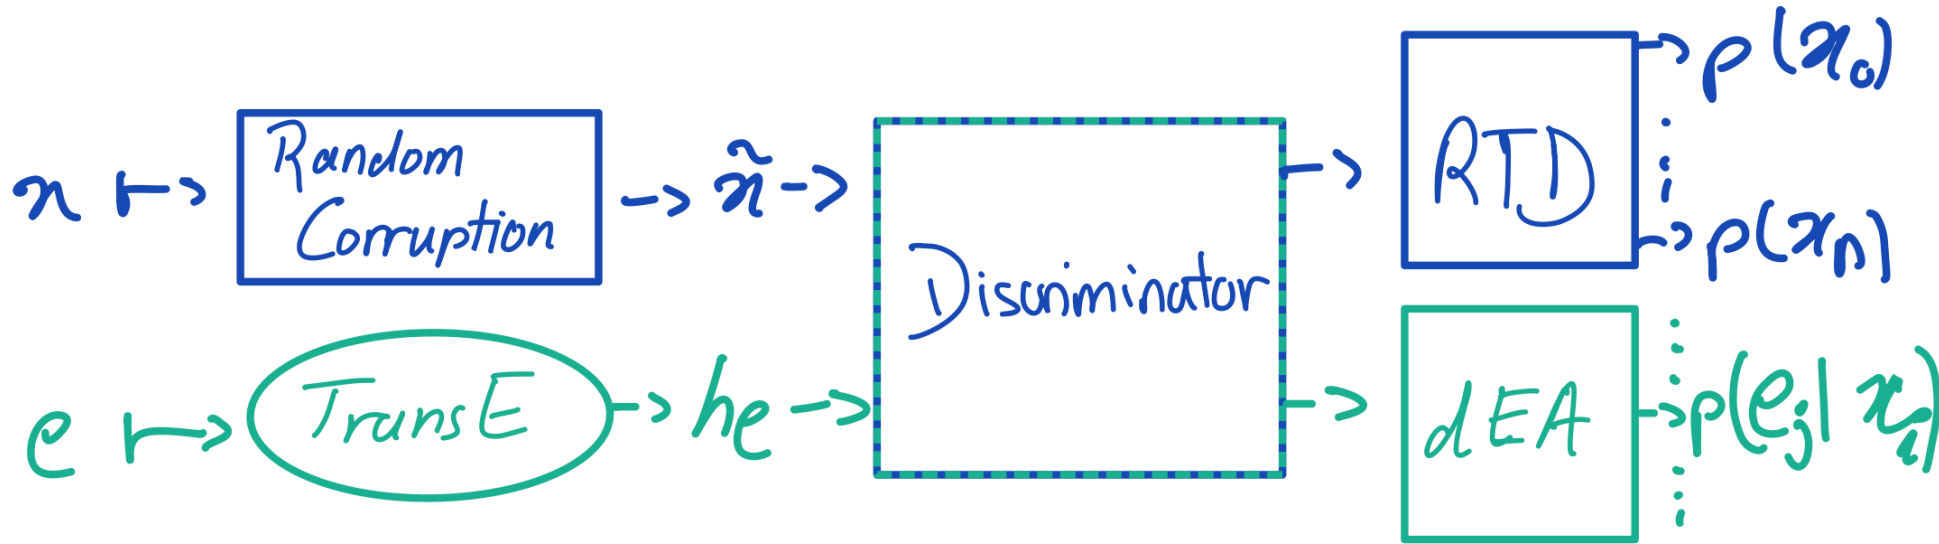 x ↦ Random Corruption → x̃ → Discriminator → RTD → p(x₀)
⋮
p(xₙ)
e ↦ TransE → hₑ → dEA → p(eⱼ|xᵢ)